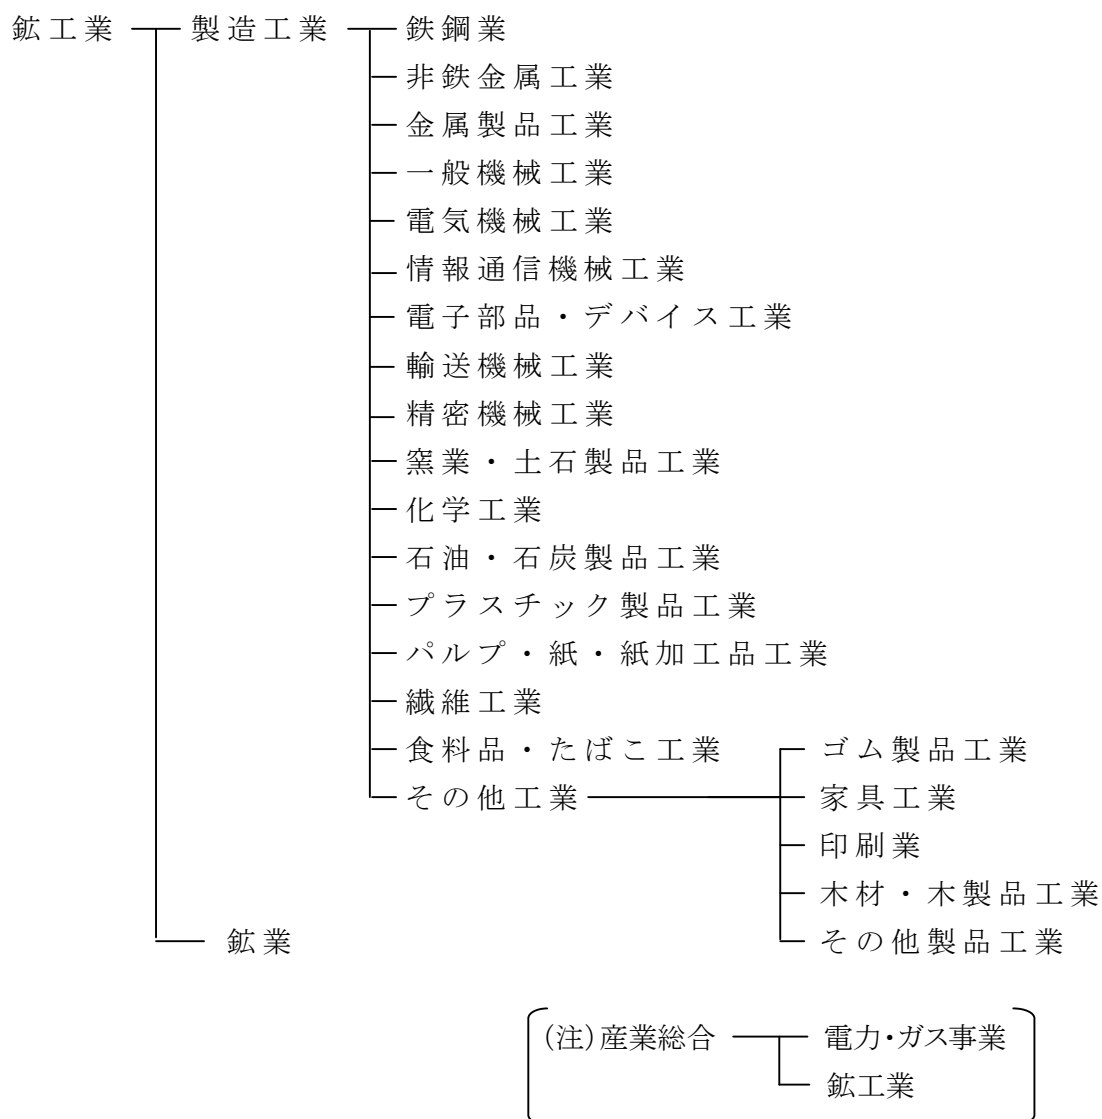 鉱工業 製造工業 鉄鋼業
非鉄金属工業
金属製品工業
一般機械工業
電気機械工業
情報通信機械工業
電子部品・デバイス工業
輸送機械工業
精密機械工業
窯業・土石製品工業
化学工業
石油・石炭製品工業
プラスチック製品工業
パルプ・紙・紙加工品工業
繊維工業
食料品・たばこ工業 ゴム製品工業
その他工業 家具工業
印刷業
木材・木製品工業
鉱業 その他製品工業
(注)産業総合 電力・ガス事業
鉱工業